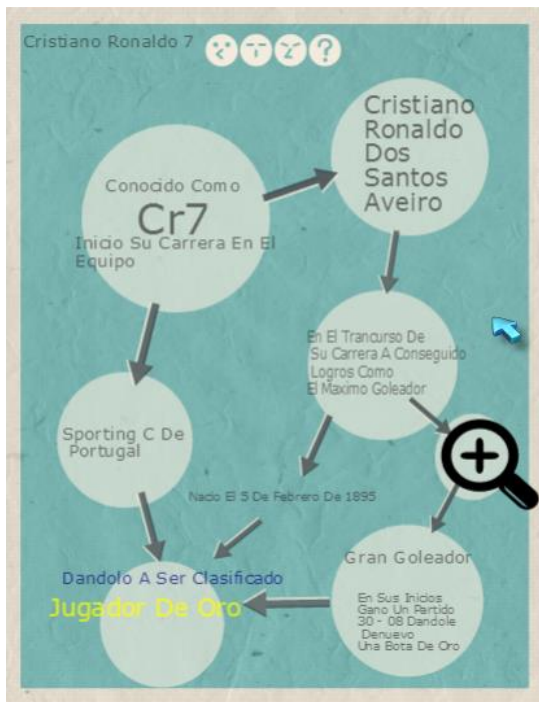 Cristiano Ronaldo 7
?
Conocido Como
Cr7
Inicio Su Carrera En El
Equipo
Cristiano
Ronaldo
Dos
Santos
Aveiro
En El Trancurso De
Su Carrera A Conseguido
Logros Como
El Maximo Goleador
Sporting C De
Portugal
Nacio El 5 De Febrero De 1895
Gran Goleador
En Sus Inicios
Gano Un Partido
30 - 08 Dandole
Denuevo
Una Bota De Oro
Dandolo A Ser Clasificado
Jugador De Oro